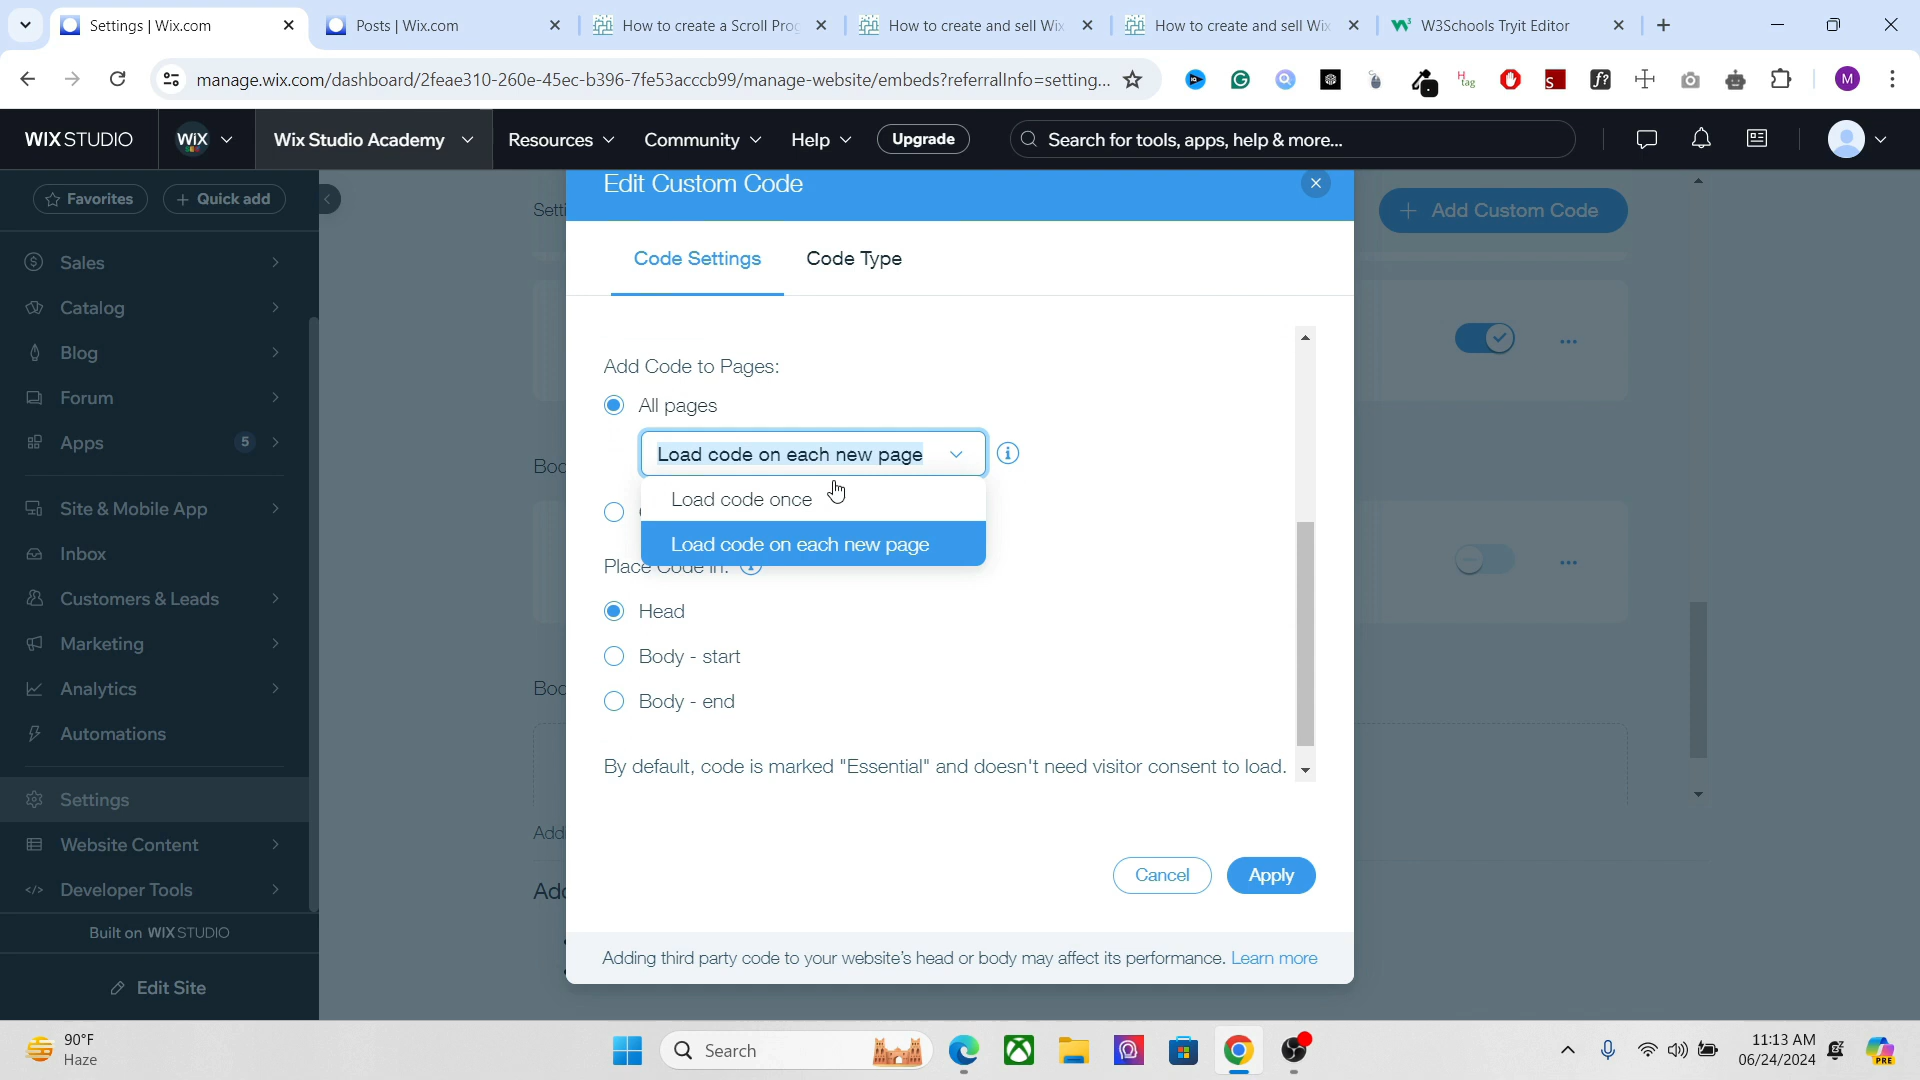 Settings | Wix.com
Posts | Wix.com
How to create a Scroll Prog
How to create and sell Wix
How to create and sell Wix
W3Schools Tryit Editor
manage.wix.com/dashboard/2feae310-260e-45ec-b396-7fe53acccb99/manage-website/embeds?referralInfo=setting...
M
WIX STUDIO
WiX
Wix Studio Academy
Resources
Community
Help
Upgrade
Search for tools, apps, help & more...
Favorites
Quick add
Sales
Catalog
Blog
Forum
Apps
5
Site & Mobile App
Inbox
Customers & Leads
Marketing
Analytics
Automations
Settings
Website Content
Developer Tools
Built on WIX STUDIO
Edit Site
Setti
Add Custom Code
Edit Custom Code
Code Settings
Code Type
Add Code to Pages:
All pages
Load code on each new page
Load code once
Load code on each new page
Place Code in:
Head
Body - start
Body - end
By default, code is marked "Essential" and doesn't need visitor consent to load.
Cancel
Apply
Adding third party code to your website's head or body may affect its performance. Learn more
90°F
Haze
Search
11:13 AM
06/24/2024
PRE